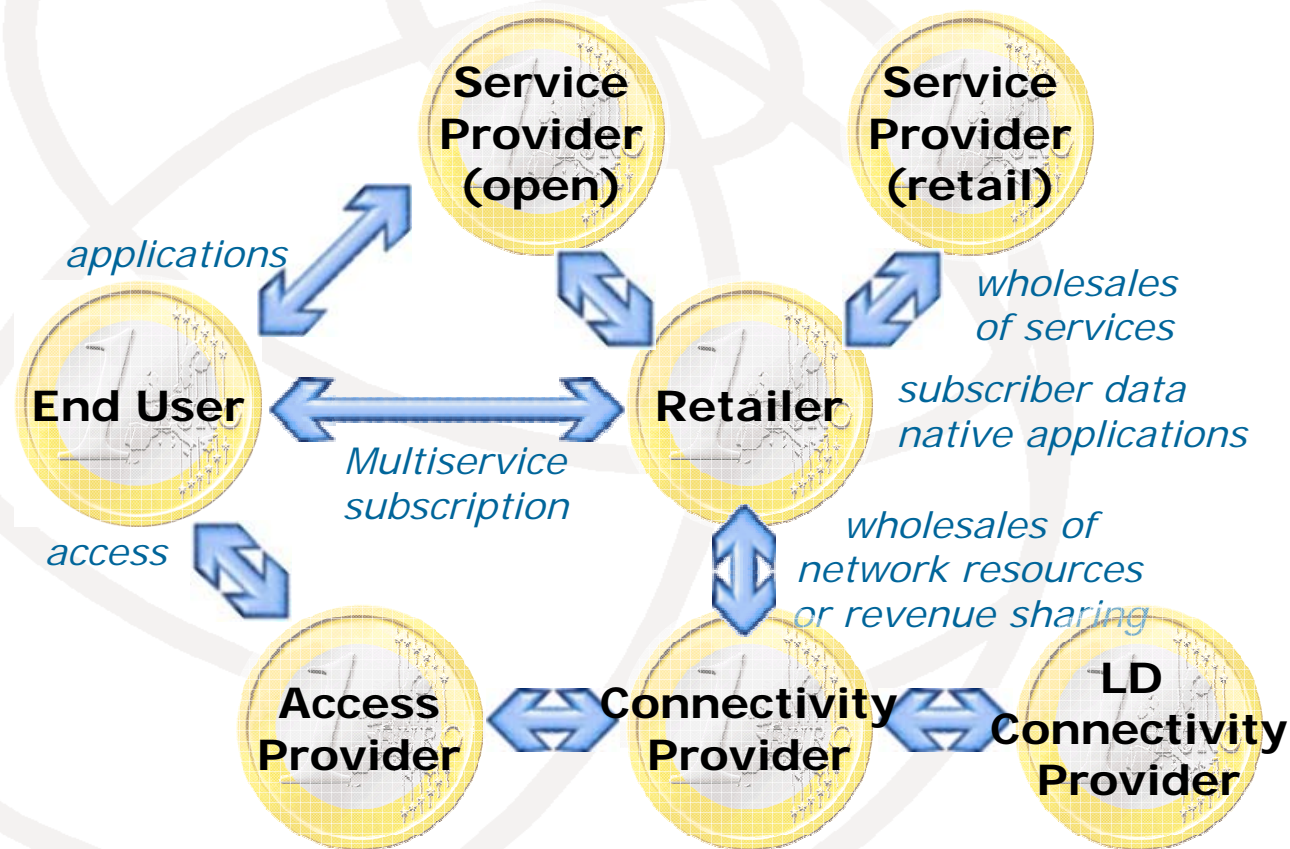 Service
Provider
(open)
Service
Provider
(retail)
applications
wholesales
of services
End User
Retailer
subscriber data
native applications
Multiservice
subscription
access
wholesales of
network resources
or revenue sharing
Access
Provider
Connectivity
Provider
LD
Connectivity
Provider